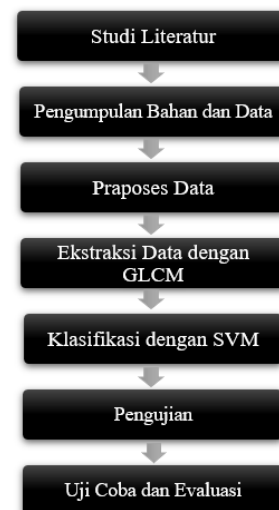 Studi Literatur
Pengumpulan Bahan dan Data
Praposes Data
Ekstraksi Data dengan
GLCM
Klasifikasi dengan SVM
Pengujian
Uji Coba dan Evaluasi